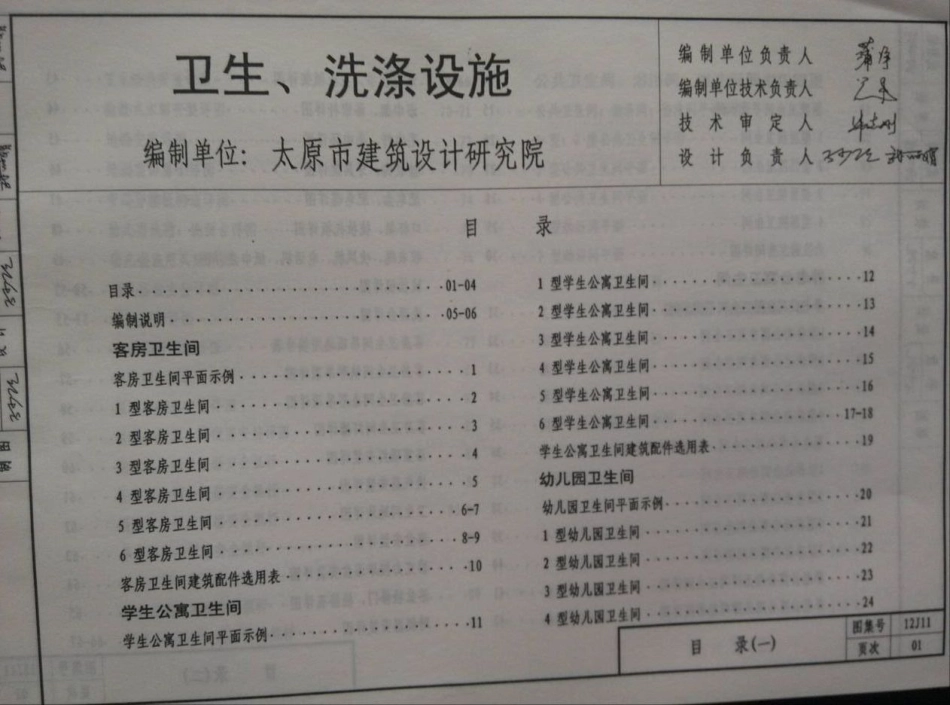 卫生、洗涤设施
编制单位：太原市建筑设计研究院
编制单位负责人
编制单位技术负责人
技术审定人
设计负责人
目 录
目录 01-04
编制说明 05-06
客房卫生间
客房卫生间平面示例 1
1 型客房卫生间 2
2 型客房卫生间 3
3 型客房卫生间 4
4 型客房卫生间 5
5 型客房卫生间 6-7
6 型客房卫生间 8-9
客房卫生间建筑配件选用表 10
学生公寓卫生间
学生公寓卫生间平面示例 11
1 型学生公寓卫生间 12
2 型学生公寓卫生间 13
3 型学生公寓卫生间 14
4 型学生公寓卫生间 15
5 型学生公寓卫生间 16
6 型学生公寓卫生间 17-18
学生公寓卫生间建筑配件选用表 19
幼儿园卫生间
幼儿园卫生间平面示例 20
1 型幼儿园卫生间 21
2 型幼儿园卫生间 22
3 型幼儿园卫生间 23
4 型幼儿园卫生间 24
目 录(一)
图集号 12J11
页次 01